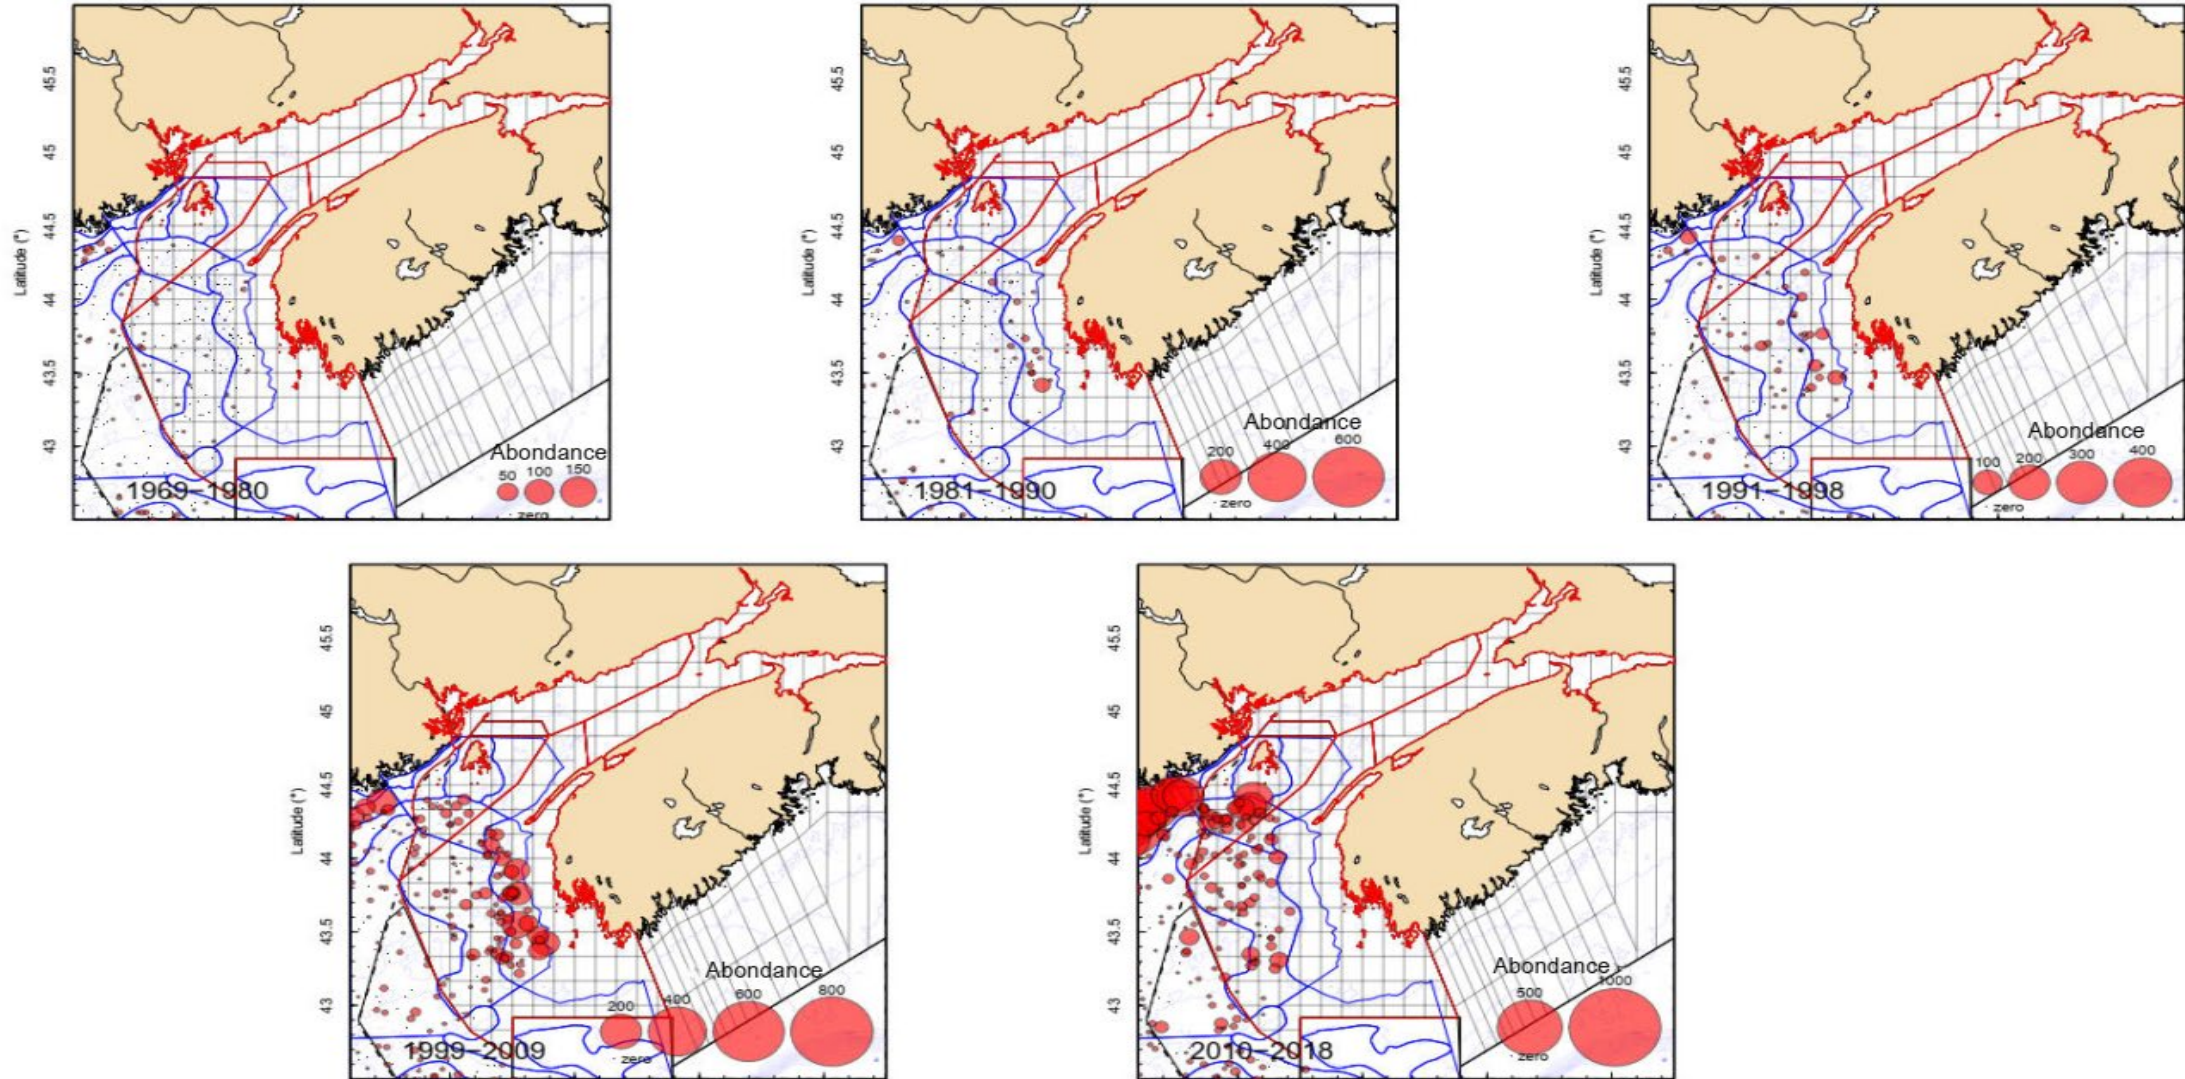 Latitude (°)
45.5
45
44.5
44
43.5
43
Abondance
50 100 150
zero
1969−1980
Latitude (°)
45.5
45
44.5
44
43.5
43
Abondance
200 400 600
zero
1981−1990
Latitude (°)
45.5
45
44.5
44
43.5
43
Abondance
100 200 300 400
zero
1991−1998
Latitude (°)
45.5
45
44.5
44
43.5
43
Abondance
200 400 600 800
zero
1999−2009
Latitude (°)
45.5
45
44.5
44
43.5
43
Abondance
500 1000
zero
2010−2018